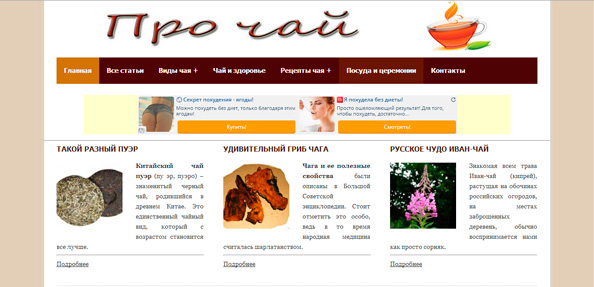 Про чай
Главная Все статьи Виды чая + Чай и здоровье Рецепты чая + Посуда и церемонии Контакты
Секрет похудения - ягоды!
Можно похудеть без диет, только благодаря этим
ягодам!
Купить!
Я похудела без диеты!
Просто ошеломляющий результат! Для того,
чтобы похудеть, достаточно...
Смотреть!
ТАКОЙ РАЗНЫЙ ПУЭР
Китайский чай
пуэр (пу эр, пуэро) –
знаменитый черный
чай, родившийся в
древнем Китае. Это
единственный чайный
вид, который с
возрастом становится
все лучше.
Подробнее
УДИВИТЕЛЬНЫЙ ГРИБ ЧАГА
Чага и ее полезные
свойства были
описаны в Большой
Советской
энциклопедии. Стоит
отметить это особо,
ведь в то время
народная медицина
считалась шарлатанством.
Подробнее
РУССКОЕ ЧУДО ИВАН-ЧАЙ
Знакомая всем трава
Иван-чай (кипрей),
растущая на обочинах
российских огородов,
на местах
заброшенных
деревень, обычно
воспринимается нами
как просто сорняк.
Подробнее